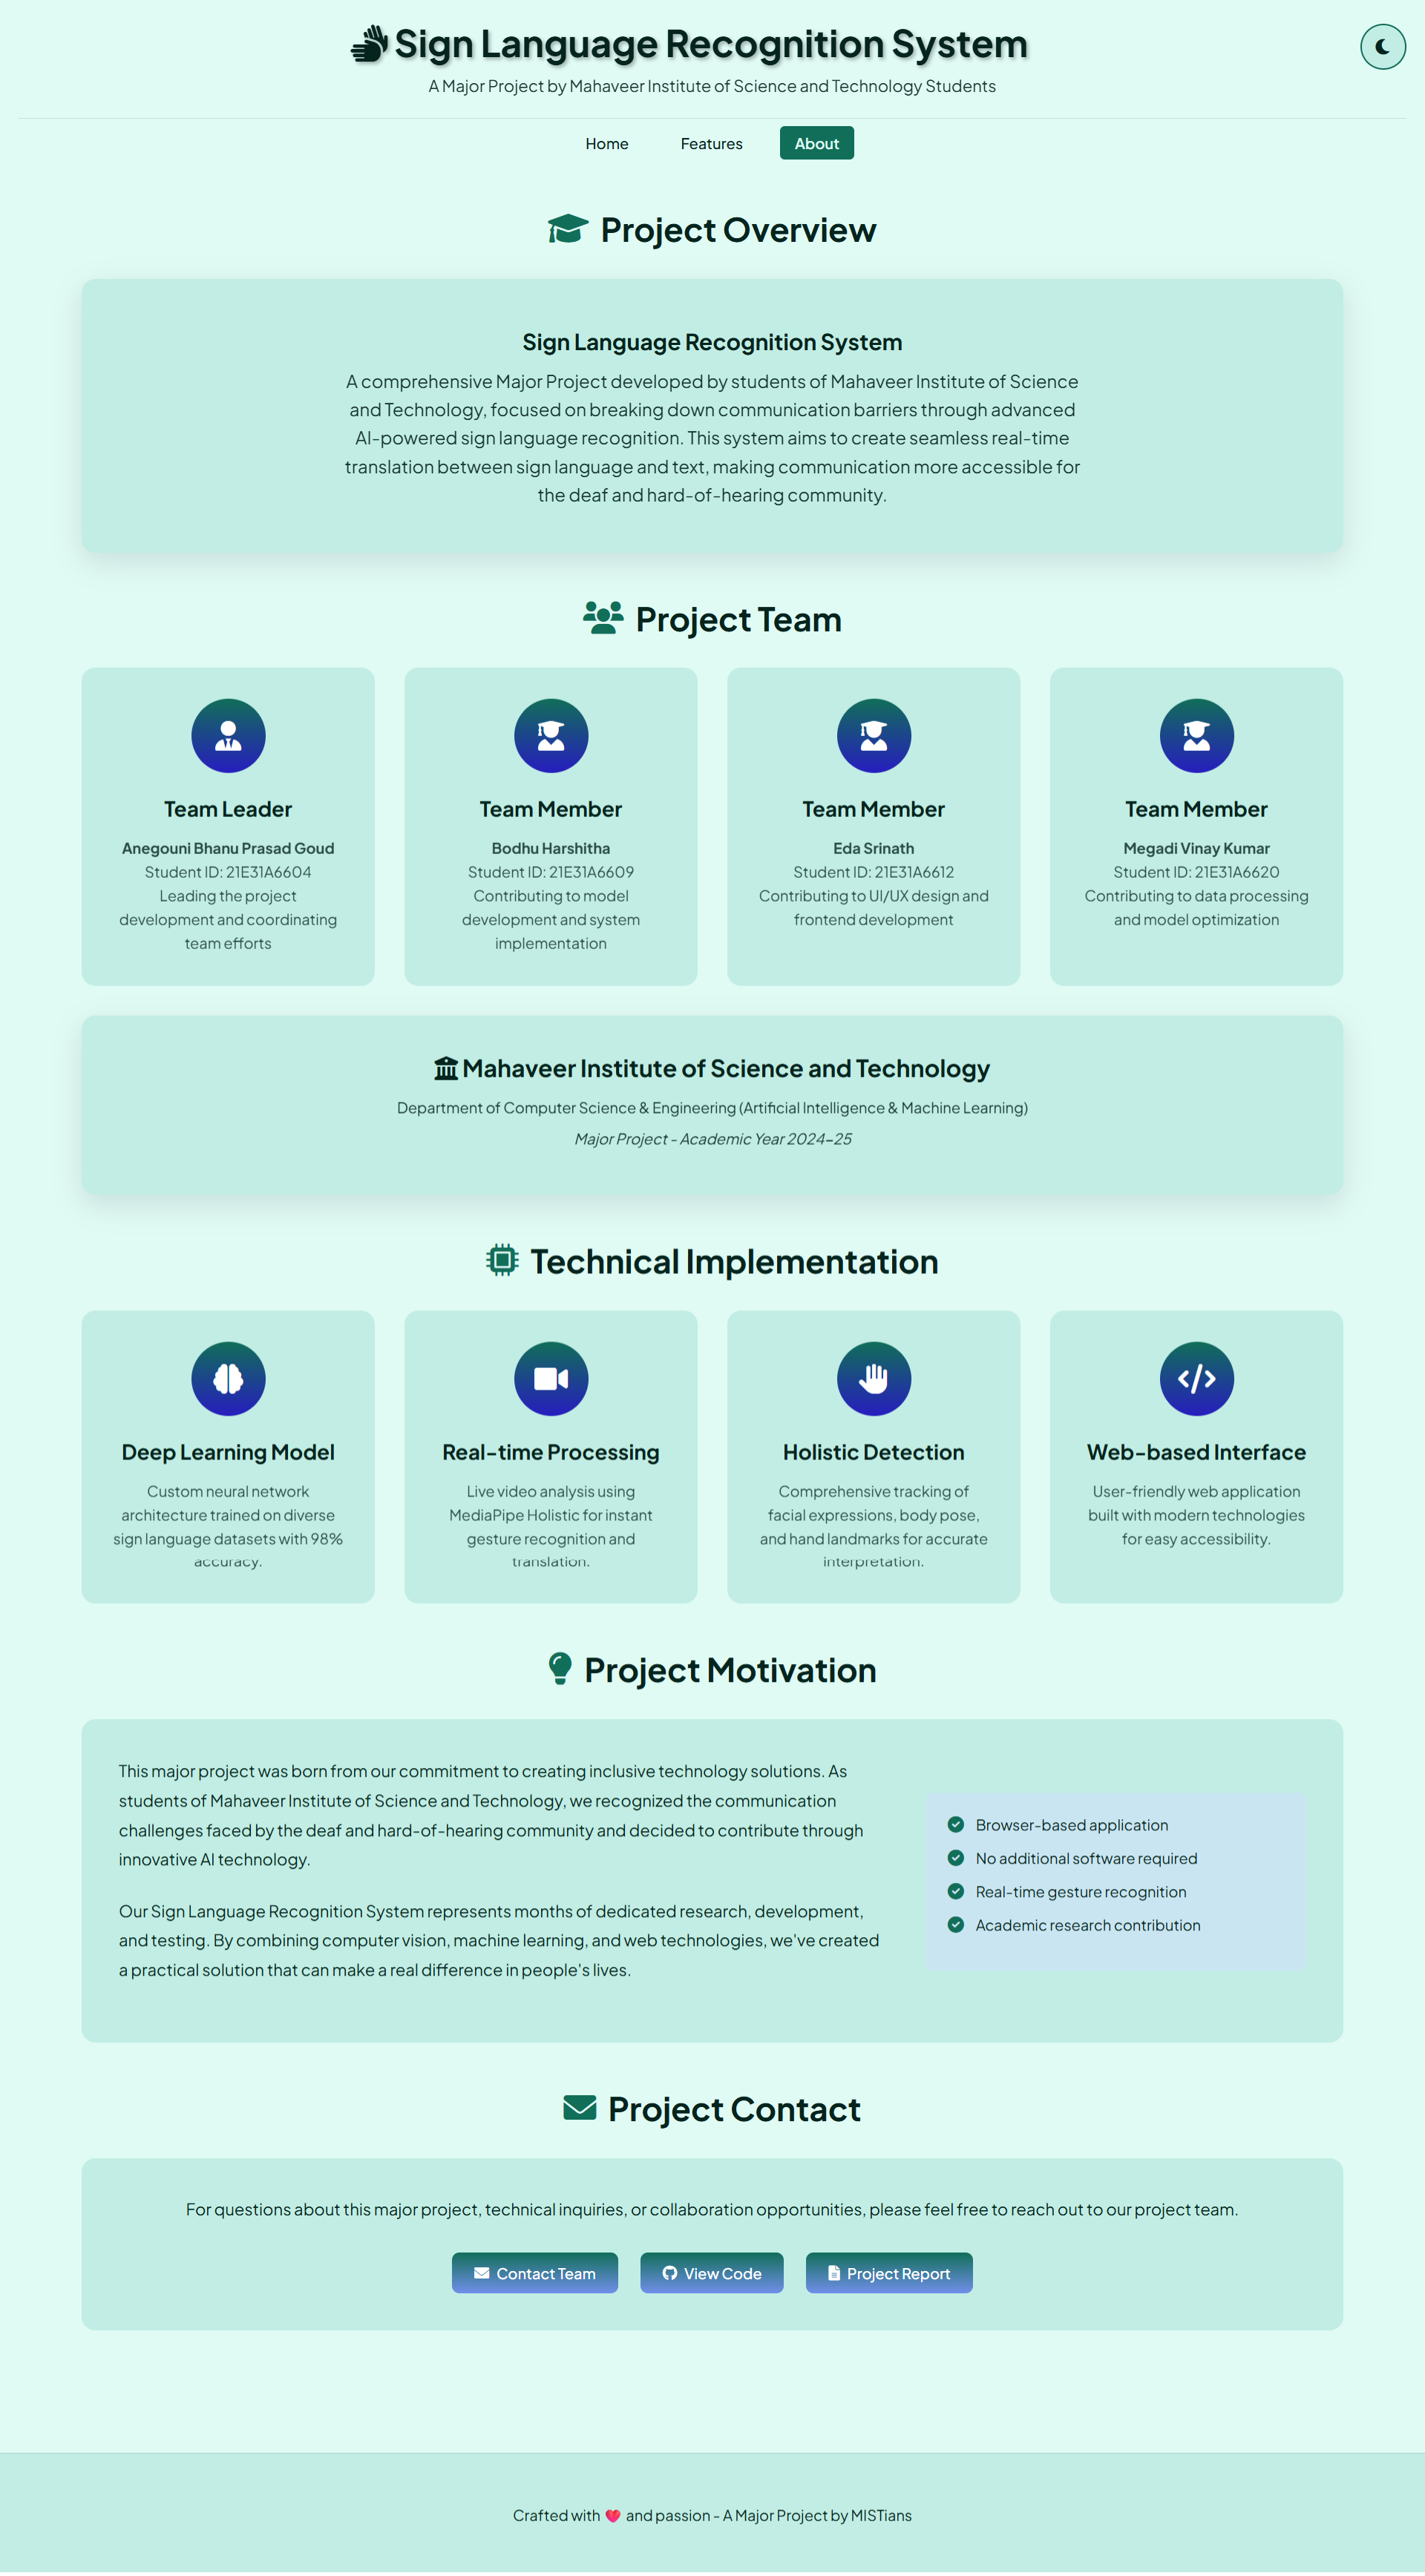 Sign Language Recognition System
A Major Project by Mahaveer Institute of Science and Technology Students
Home Features About
Project Overview
Sign Language Recognition System
A comprehensive Major Project developed by students of Mahaveer Institute of Science
and Technology, focused on breaking down communication barriers through advanced
AI-powered sign language recognition. This system aims to create seamless real-time
translation between sign language and text, making communication more accessible for
the deaf and hard-of-hearing community.
Project Team
Team Leader
Anegouni Bhanu Prasad Goud
Student ID: 21E31A6604
Leading the project
development and coordinating
team efforts
Team Member
Bodhu Harshitha
Student ID: 21E31A6609
Contributing to model
development and system
implementation
Team Member
Eda Srinath
Student ID: 21E31A6612
Contributing to UI/UX design and
frontend development
Team Member
Megadi Vinay Kumar
Student ID: 21E31A6620
Contributing to data processing
and model optimization
Mahaveer Institute of Science and Technology
Department of Computer Science & Engineering (Artificial Intelligence & Machine Learning)
Major Project - Academic Year 2024–25
Technical Implementation
Deep Learning Model
Custom neural network
architecture trained on diverse
sign language datasets with 98%
accuracy.
Real-time Processing
Live video analysis using
MediaPipe Holistic for instant
gesture recognition and
translation.
Holistic Detection
Comprehensive tracking of
facial expressions, body pose,
and hand landmarks for accurate
interpretation.
Web-based Interface
User-friendly web application
built with modern technologies
for easy accessibility.
Project Motivation
This major project was born from our commitment to creating inclusive technology solutions. As
students of Mahaveer Institute of Science and Technology, we recognized the communication
challenges faced by the deaf and hard-of-hearing community and decided to contribute through
innovative AI technology.
Our Sign Language Recognition System represents months of dedicated research, development,
and testing. By combining computer vision, machine learning, and web technologies, we've created
a practical solution that can make a real difference in people's lives.
Browser-based application
No additional software required
Real-time gesture recognition
Academic research contribution
Project Contact
For questions about this major project, technical inquiries, or collaboration opportunities, please feel free to reach out to our project team.
Contact Team View Code Project Report
Crafted with ❤️ and passion - A Major Project by MISTians